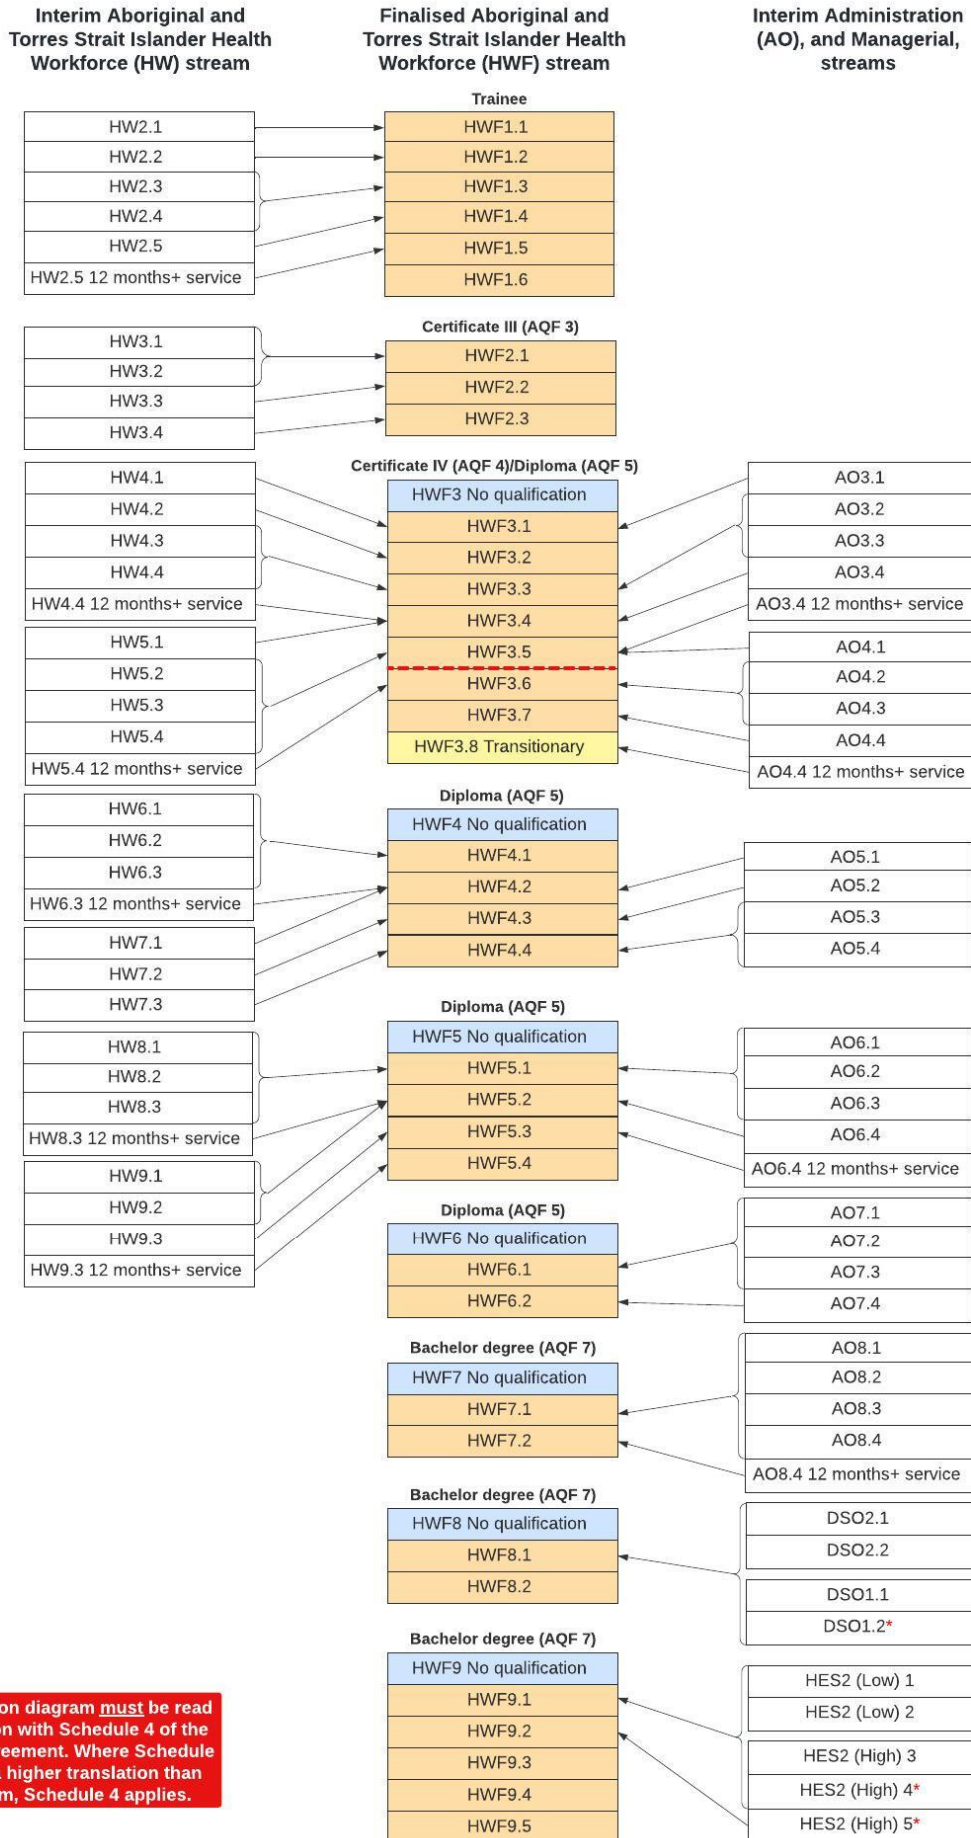 Interim Aboriginal and
Torres Strait Islander Health
Workforce (HW) stream
Finalised Aboriginal and
Torres Strait Islander Health
Workforce (HWF) stream
Interim Administration
(AO), and Managerial,
streams
HW2.1
HW2.2
HW2.3
HW2.4
HW2.5
HW2.5 12 months+ service
Trainee
HWF1.1
HWF1.2
HWF1.3
HWF1.4
HWF1.5
HWF1.6
HW3.1
HW3.2
HW3.3
HW3.4
Certificate III (AQF 3)
HWF2.1
HWF2.2
HWF2.3
HW4.1
HW4.2
HW4.3
HW4.4
HW4.4 12 months+ service
HW5.1
HW5.2
HW5.3
HW5.4
HW5.4 12 months+ service
Certificate IV (AQF 4)/Diploma (AQF 5)
HWF3 No qualification
HWF3.1
HWF3.2
HWF3.3
HWF3.4
HWF3.5
HWF3.6
HWF3.7
HWF3.8 Transitionary
AO3.1
AO3.2
AO3.3
AO3.4
AO3.4 12 months+ service
AO4.1
AO4.2
AO4.3
AO4.4
AO4.4 12 months+ service
HW6.1
HW6.2
HW6.3
HW6.3 12 months+ service
HW7.1
HW7.2
HW7.3
Diploma (AQF 5)
HWF4 No qualification
HWF4.1
HWF4.2
HWF4.3
HWF4.4
AO5.1
AO5.2
AO5.3
AO5.4
HW8.1
HW8.2
HW8.3
HW8.3 12 months+ service
HW9.1
HW9.2
HW9.3
HW9.3 12 months+ service
Diploma (AQF 5)
HWF5 No qualification
HWF5.1
HWF5.2
HWF5.3
HWF5.4
AO6.1
AO6.2
AO6.3
AO6.4
AO6.4 12 months+ service
Diploma (AQF 5)
HWF6 No qualification
HWF6.1
HWF6.2
AO7.1
AO7.2
AO7.3
AO7.4
Bachelor degree (AQF 7)
HWF7 No qualification
HWF7.1
HWF7.2
AO8.1
AO8.2
AO8.3
AO8.4
AO8.4 12 months+ service
Bachelor degree (AQF 7)
HWF8 No qualification
HWF8.1
HWF8.2
DSO2.1
DSO2.2
DSO1.1
DSO1.2*
Bachelor degree (AQF 7)
HWF9 No qualification
HWF9.1
HWF9.2
HWF9.3
HWF9.4
HWF9.5
HES2 (Low) 1
HES2 (Low) 2
HES2 (High) 3
HES2 (High) 4*
HES2 (High) 5*
on diagram must be read
on with Schedule 4 of the
reement. Where Schedule
a higher translation than
m, Schedule 4 applies.